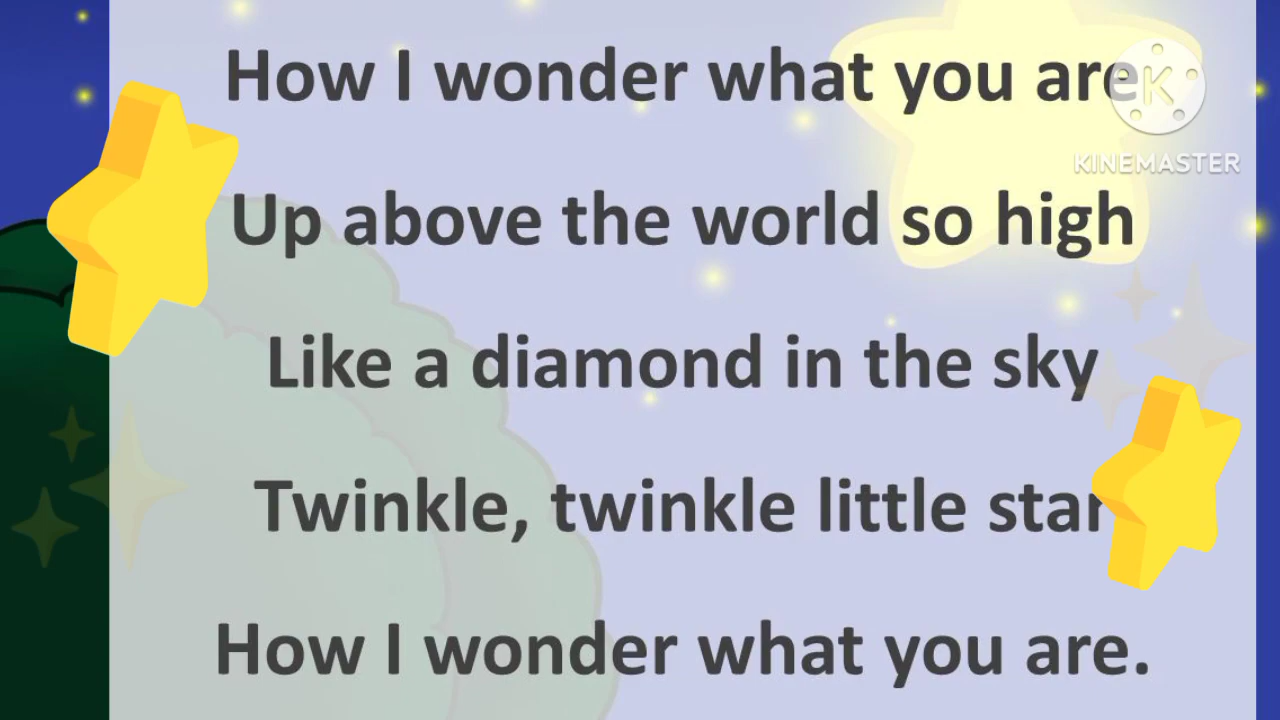 How I wonder what you are
KINEMASTER
Up above the world so high
Like a diamond in the sky
Twinkle, twinkle little star
How I wonder what you are.